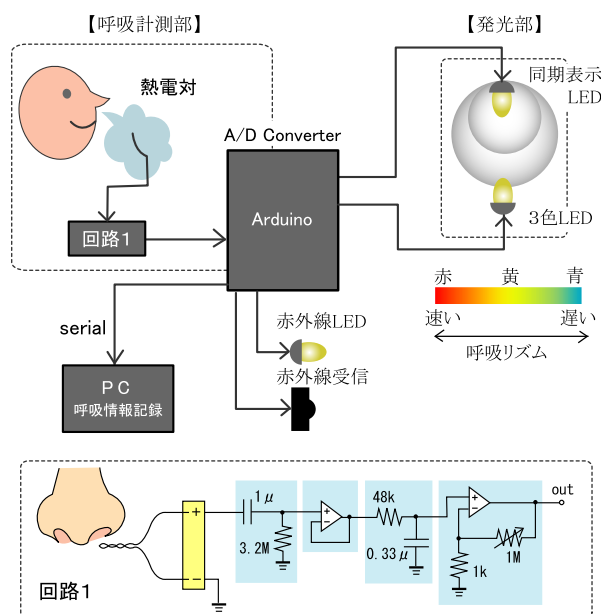 【呼吸計測部】
【発光部】
熱電対
A/D Converter
Arduino
回路1
同期表示
LED
3色LED
赤 黄 青
速い 遅い
呼吸リズム
serial
PC
呼吸情報記録
赤外線LED
赤外線受信
1μ
3.2M
48k
0.33μ
out
1M
1k
+
−
+
−
+
−
回路1